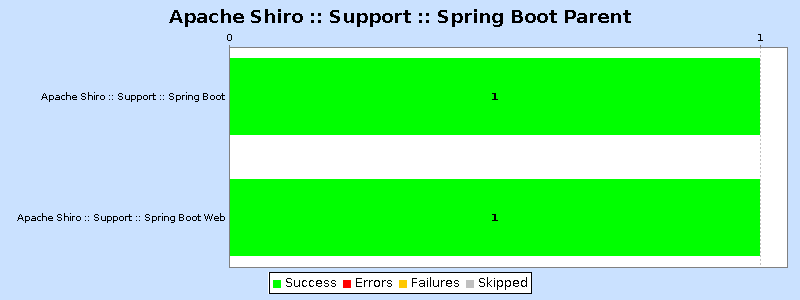 Apache Shiro :: Support :: Spring Boot Parent
0 1
Apache Shiro :: Support :: Spring Boot 1
Apache Shiro :: Support :: Spring Boot Web 1
Success Errors Failures Skipped